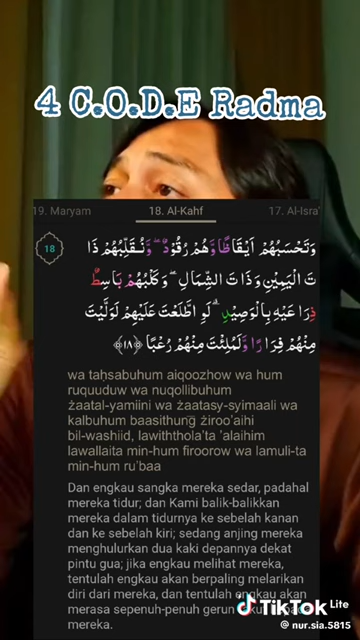 4 C.O.D.E Radma
19. Maryam 18. Al-Kahf 17. Al-Isra'
18
وَتَحْسَبُهُمْ اَيْقَاظًا وَّهُمْ رُقُوْدٌ ۖ وَّنُقَلِّبُهُمْ ذَا
تَ الْيَمِيْنِ وَذَاتَ الشِّمَالِ ۖ وَكَلْبُهُمْ بَاسِطٌ
ذِرَاعَيْهِ بِالْوَصِيْدِ ۗ لَوِ اطَّلَعْتَ عَلَيْهِمْ لَوَلَّيْتَ
مِنْهُمْ فِرَارًا وَّلَمُلِئْتَ مِنْهُمْ رُعْبًا ﴿١٨﴾
wa taḥsabuhum aiqoozhow wa hum
ruquuduw wa nuqollibuhum
żaatal-yamiini wa żaatasy-syimaali wa
kalbuhum baasithung żiroo'aihi
bil-washiid, lawiththola'ta 'alaihim
lawallaita min-hum firoorow wa lamuli-ta
min-hum ru'baa
Dan engkau sangka mereka sedar, padahal
mereka tidur; dan Kami balik-balikkan
mereka dalam tidurnya ke sebelah kanan
dan ke sebelah kiri; sedang anjing mereka
menghulurkan dua kaki depannya dekat
pintu gua; jika engkau melihat mereka,
tentulah engkau akan berpaling melarikan
diri dari mereka, dan tentulah engkau akan
merasa sepenuh-penuh gerun
mereka.
TikTok Lite
@ nur.sia.5815